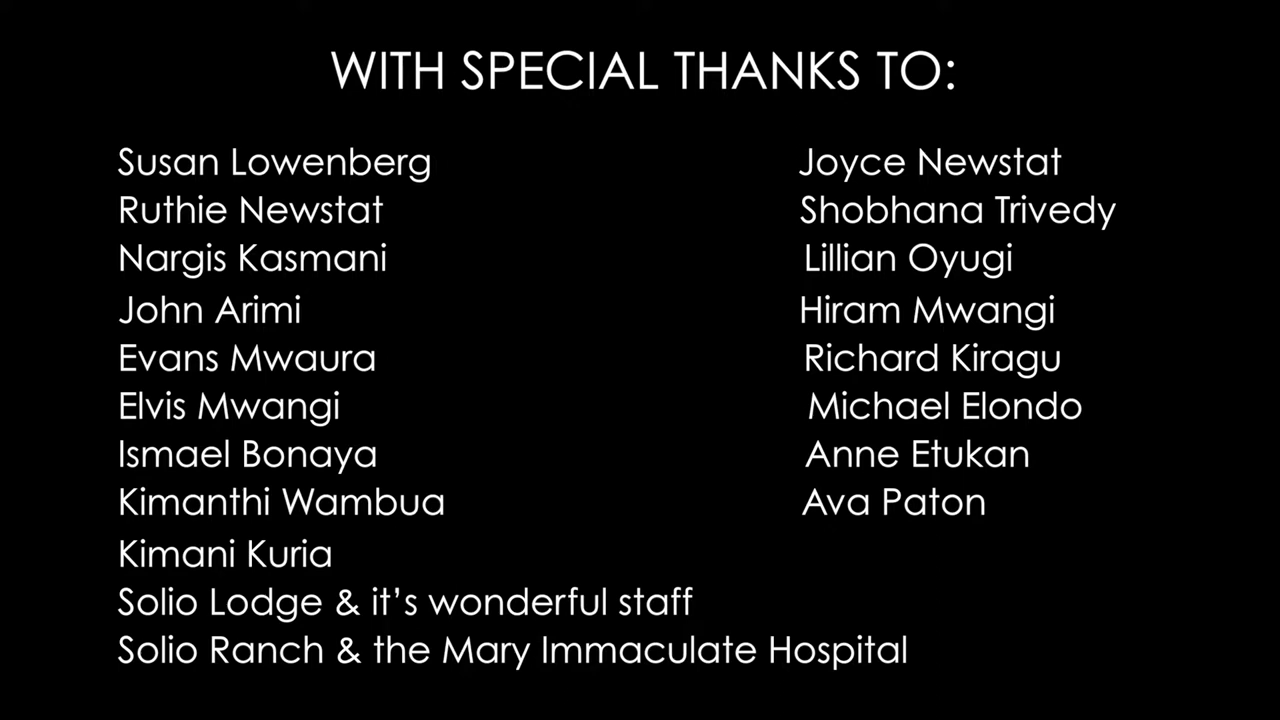 WITH SPECIAL THANKS TO:
Susan Lowenberg
Ruthie Newstat
Nargis Kasmani
John Arimi
Evans Mwaura
Elvis Mwangi
Ismael Bonaya
Kimanthi Wambua
Kimani Kuria
Solio Lodge & it’s wonderful staff
Solio Ranch & the Mary Immaculate Hospital
Joyce Newstat
Shobhana Trivedy
Lillian Oyugi
Hiram Mwangi
Richard Kiragu
Michael Elondo
Anne Etukan
Ava Paton